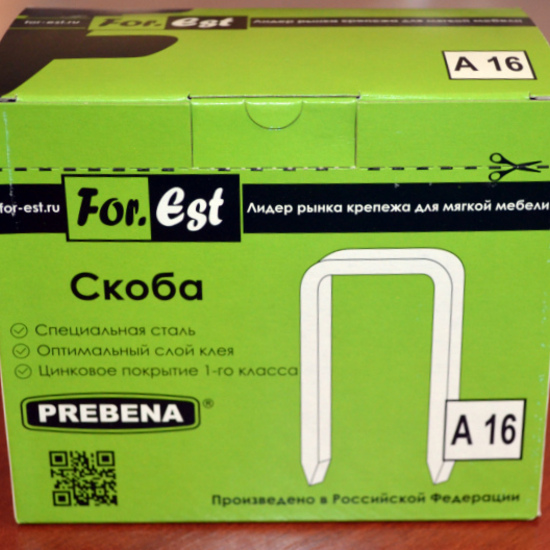 for-est.ru For.Est Лидер рынка крепежа для мягкой мебели
A 16
for-est.ru For.Est Лидер рынка крепежа для мягкой мебели
Скоба
Специальная сталь
Оптимальный слой клея
Цинковое покрытие 1-го класса
PREBENA®
A 16
Произведено в Российской Федерации